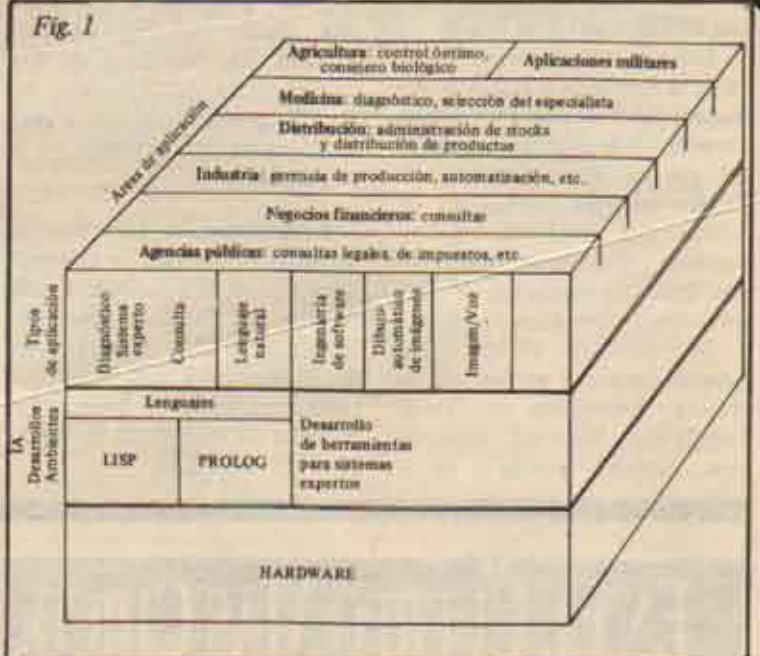 Fig. 1
Agricultura: control óptimo,
consejero biológico
Aplicaciones militares
Medicina: diagnóstico, selección del especialista
Distribución: administración de stocks
y distribución de productos
Industria: gerencia de producción, automatización, etc.
Negocios financieros: consultas
Agencias públicas: consultas legales, de impuestos, etc.
Areas de aplicación
Tipos
de aplicación
Diagnóstico
Sistema
experto
Consulta
Lenguaje
natural
Ingeniería
de software
Dibujo
automático
de imágenes
Imagen/Voz
IA
Desarrollos
Ambientes
Lenguajes
LISP
PROLOG
Desarrollo
de herramientas
para sistemas
expertos
HARDWARE